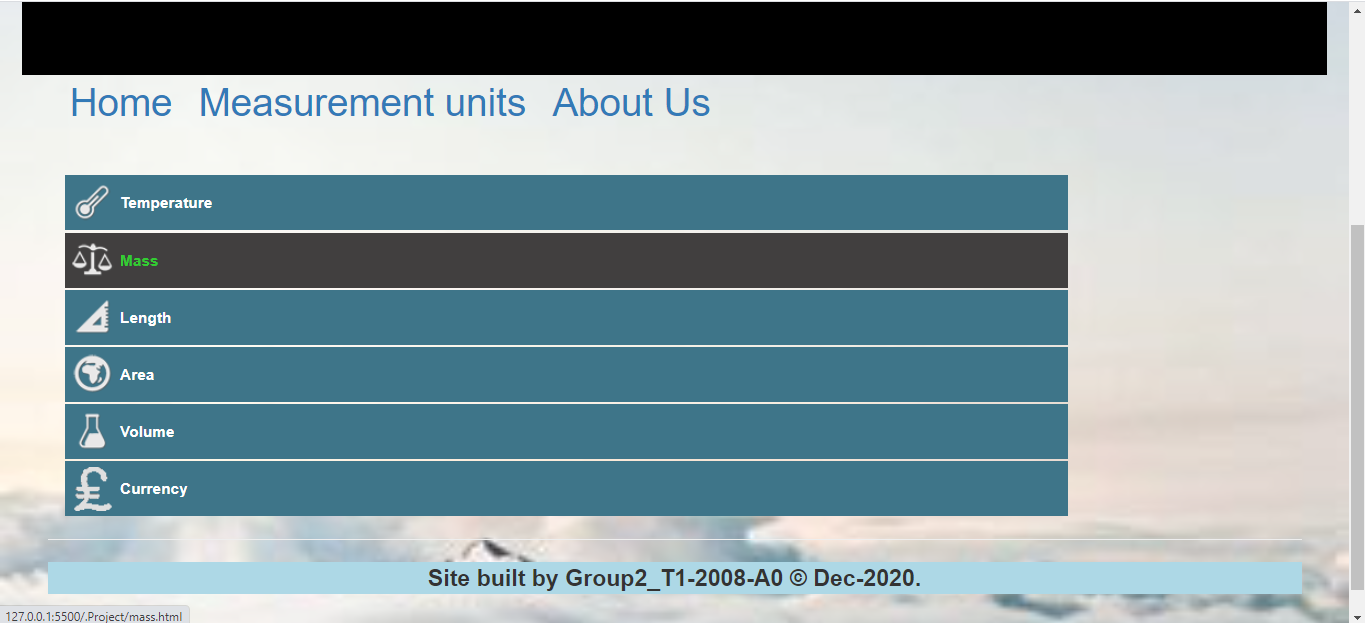 Home Measurement units About Us
Temperature
Mass
Length
Area
Volume
Currency
Site built by Group2_T1-2008-A0 © Dec-2020.
127.0.0.1:5500/.Project/mass.html